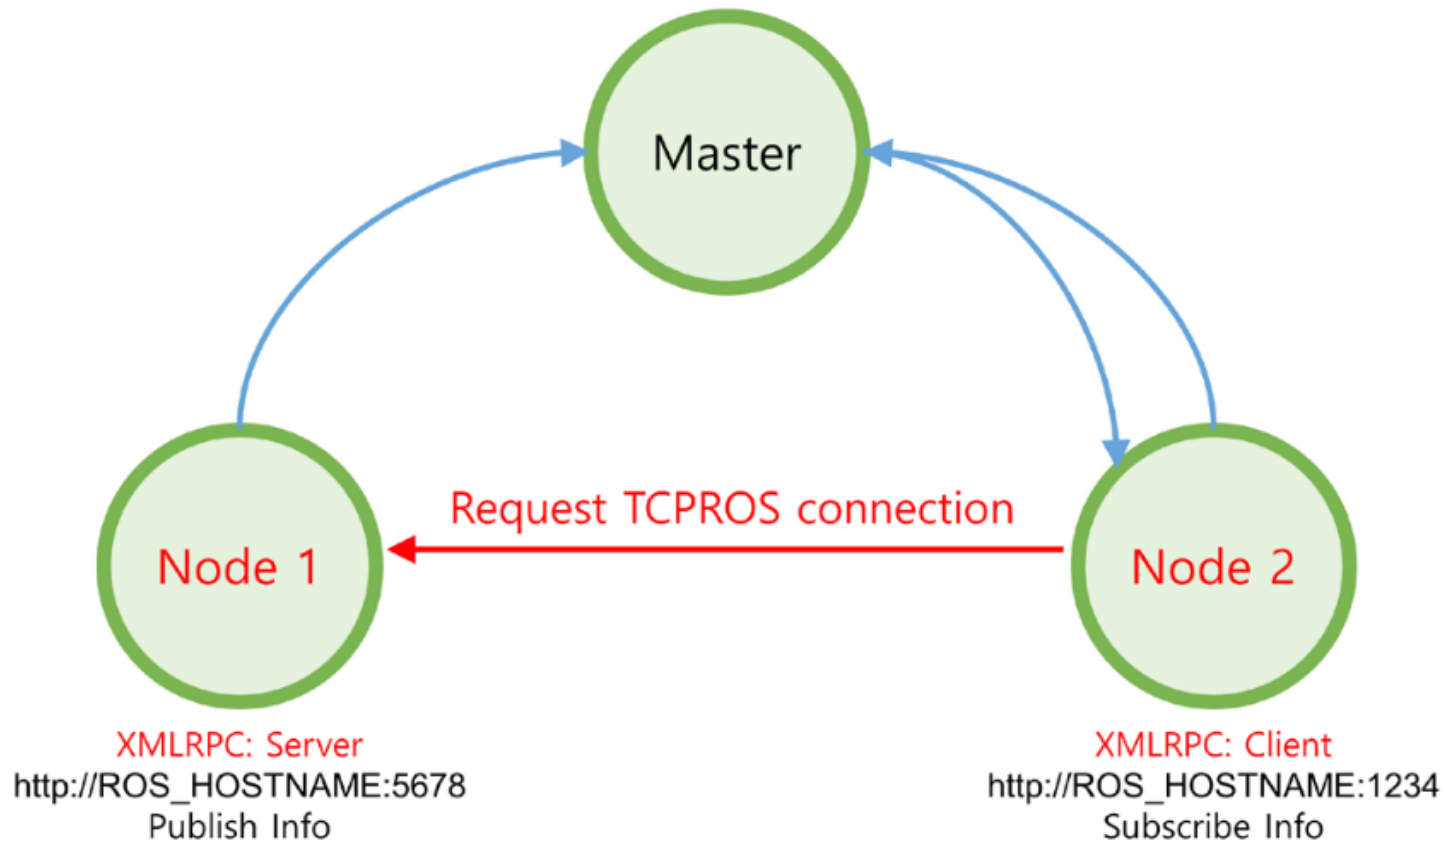 Master
Request TCPROS connection
Node 1
Node 2
XMLRPC: Server
http://ROS_HOSTNAME:5678
Publish Info
XMLRPC: Client
http://ROS_HOSTNAME:1234
Subscribe Info